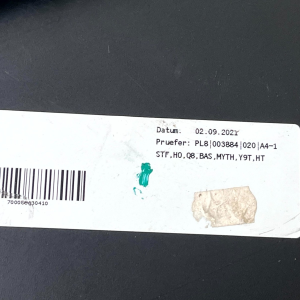 Datum: 02.09.2021
Pruefer: PL8|003884|020|A4-1
STF,HO,Q8,BAS,MYTH,Y9T,HT